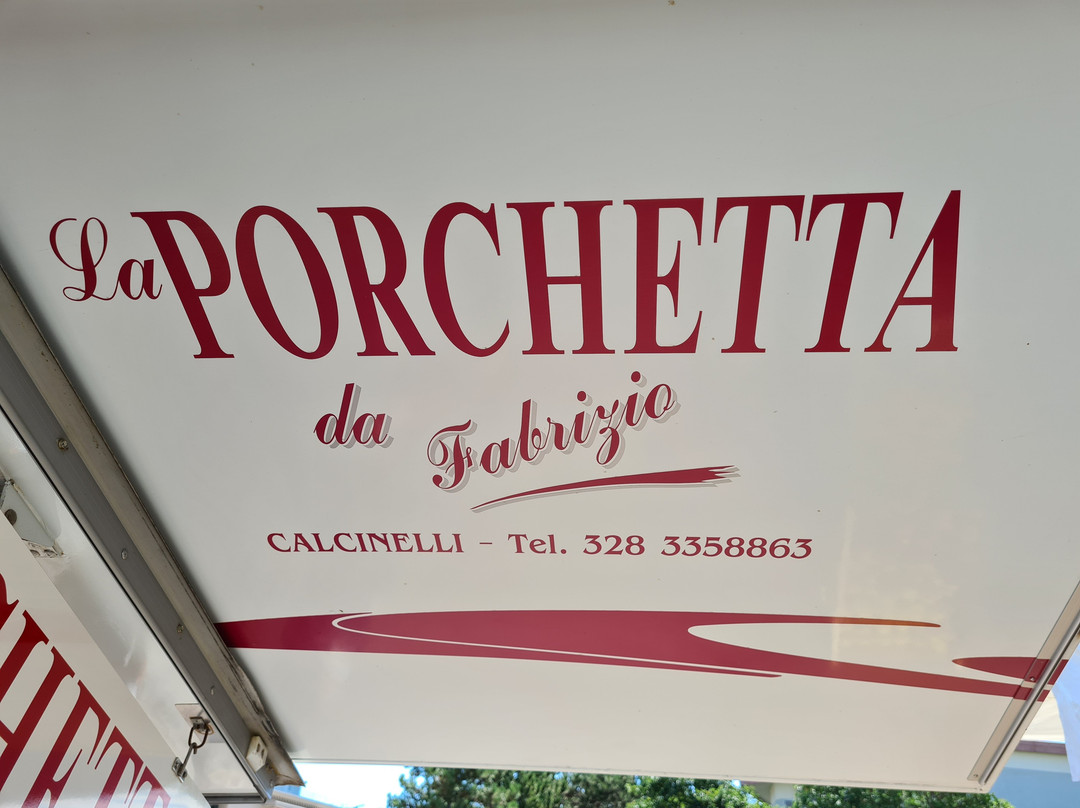 La PORCHETTA
da Fabrizio
CALCINELLI - Tel. 328 3358863